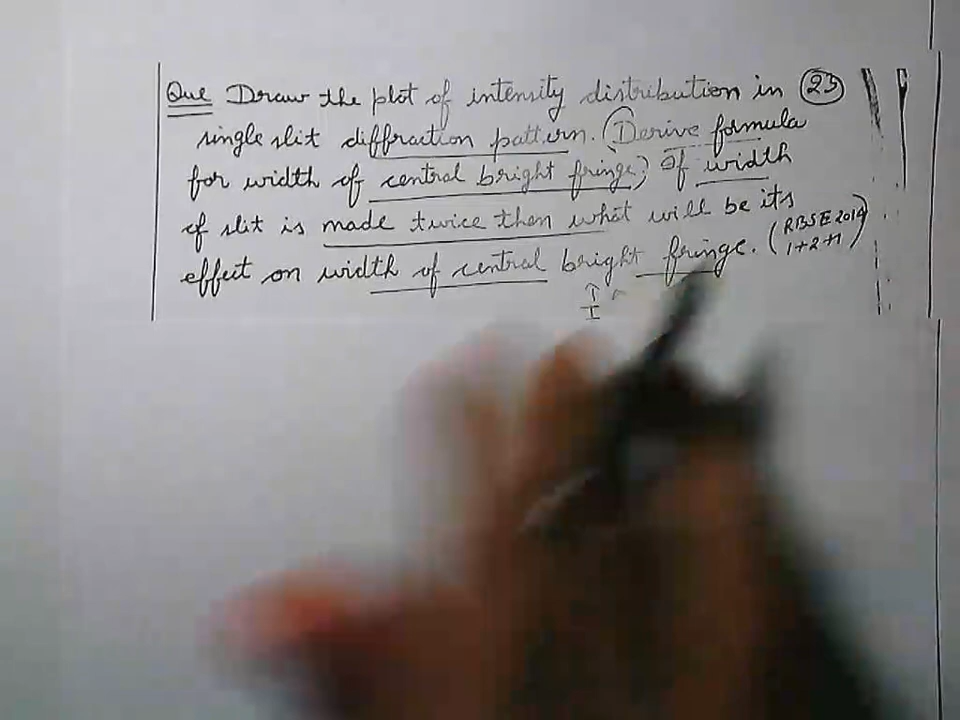 Que Draw the plot of intensity distribution in 23
single slit diffraction pattern. (Derive formula
for width of central bright fringe; Of width
of slit is made twice then what will be its
effect on width of central bright fringe. (RBSE 2019
1+2+1)
I